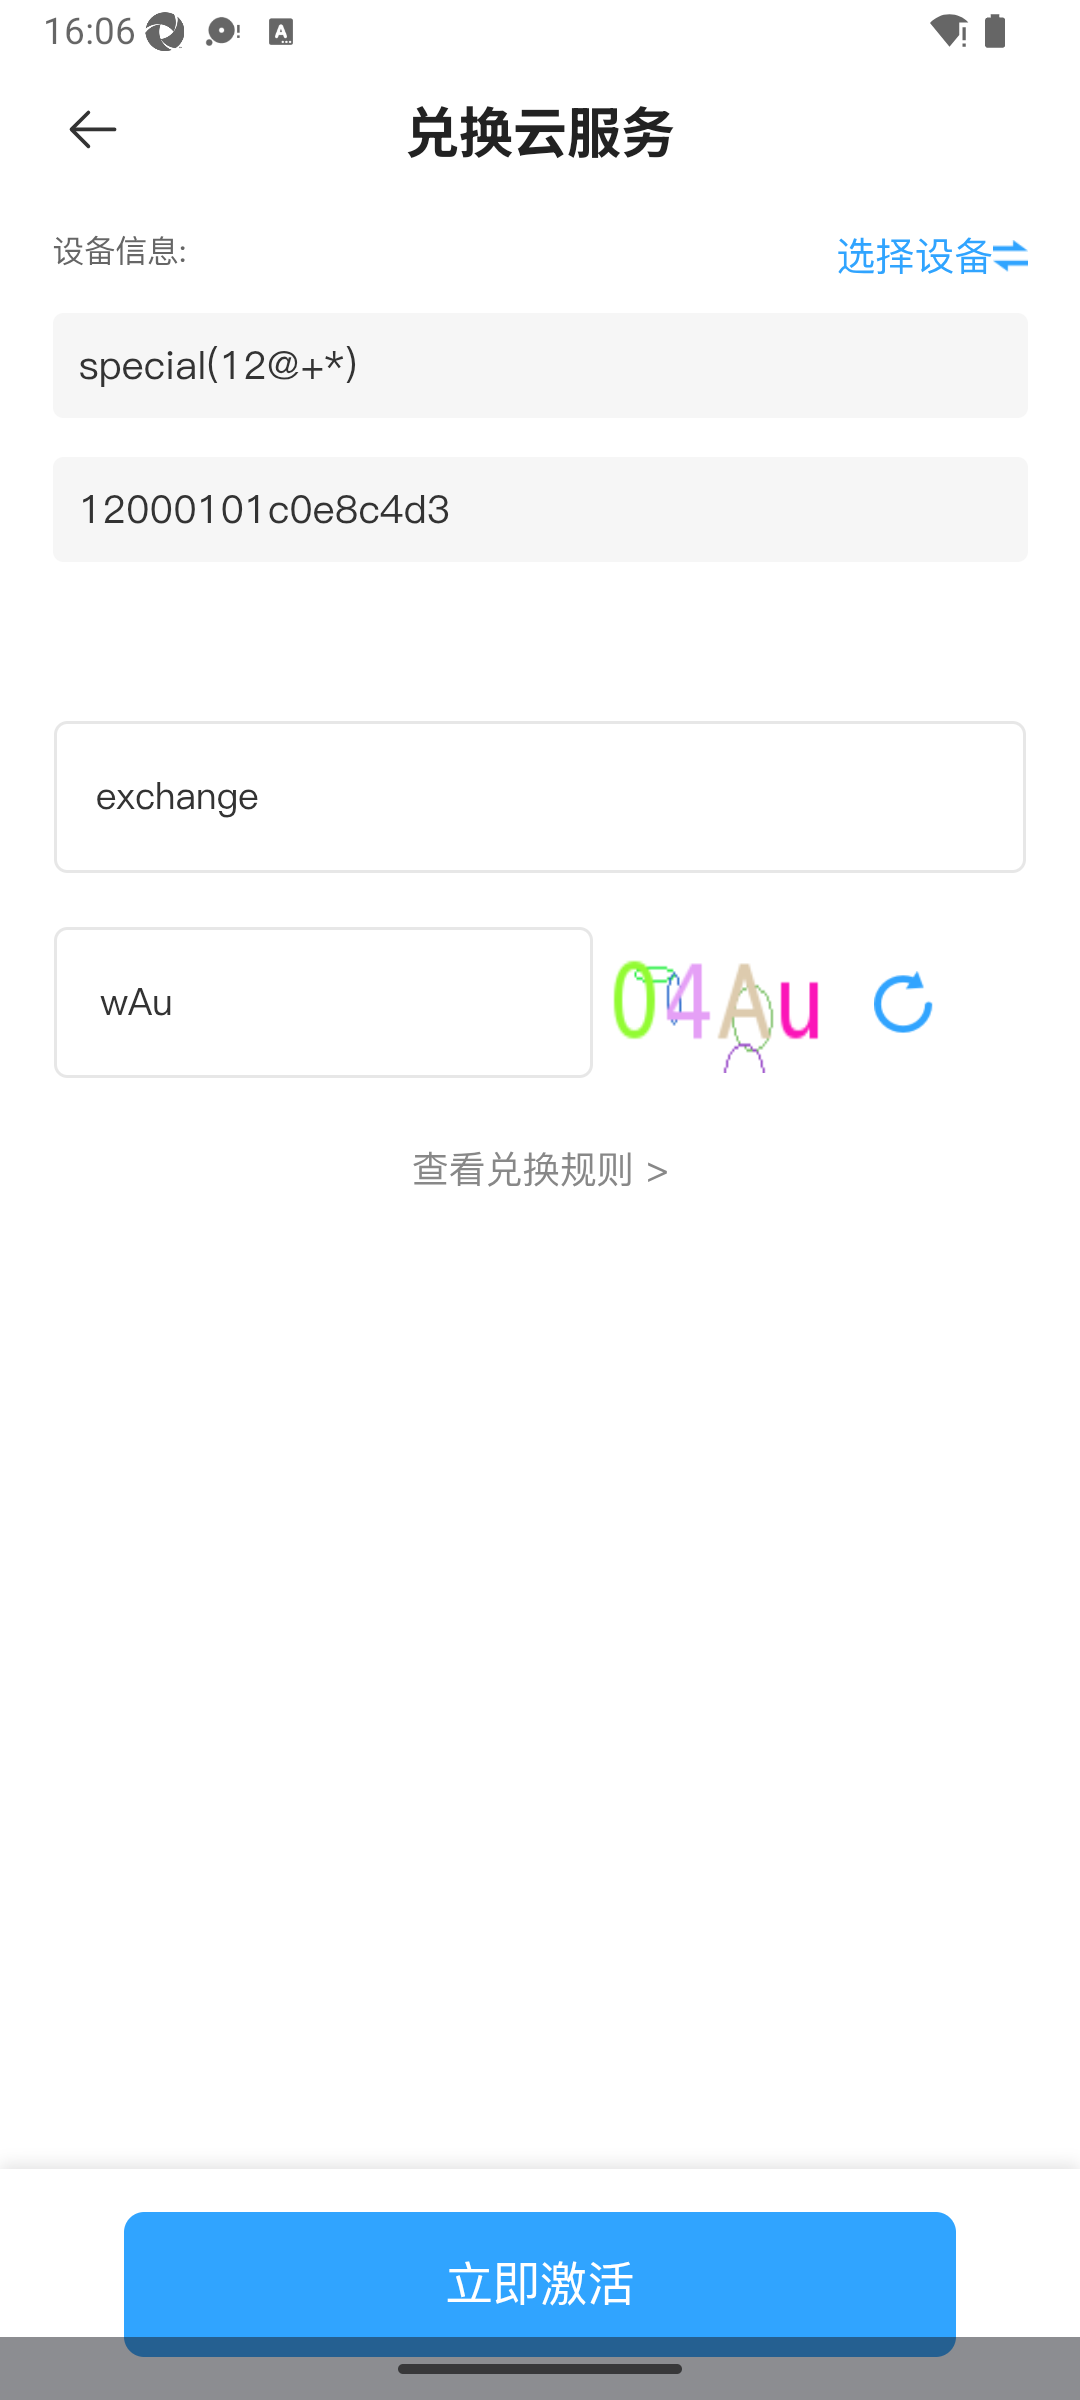 16:06
兑换云服务
设备信息:
选择设备
special(12@+*)
12000101c0e8c4d3
exchange
wAu
04Au
查看兑换规则 >
立即激活